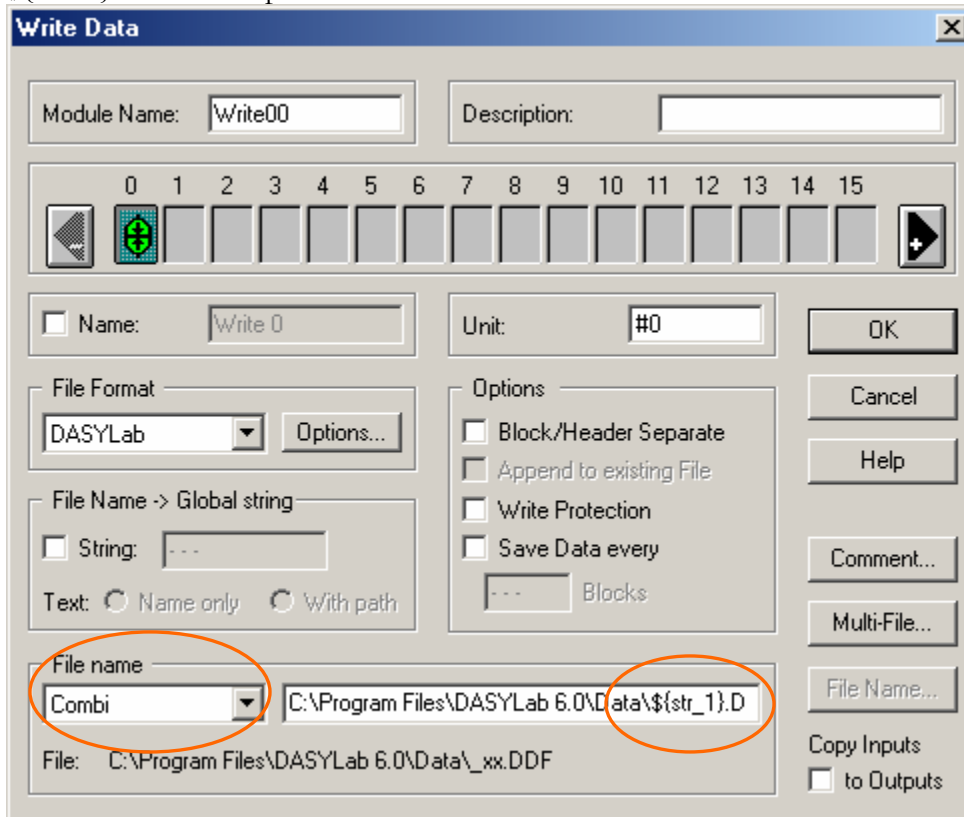 Write Data
Module Name: Write00
Description:
0 1 2 3 4 5 6 7 8 9 10 11 12 13 14 15
Name: Write 0
Unit: #0
OK
File Format
DASYLab
Options...
Options
Block/Header Separate
Append to existing File
Write Protection
Save Data every
- - - Blocks
Cancel
Help
File Name -> Global string
String: - - -
Text: Name only With path
Comment...
Multi-File...
File name
Combi
C:\Program Files\DASYLab 6.0\Data\${str_1}.D
File: C:\Program Files\DASYLab 6.0\Data\_xx.DDF
File Name...
Copy Inputs
to Outputs